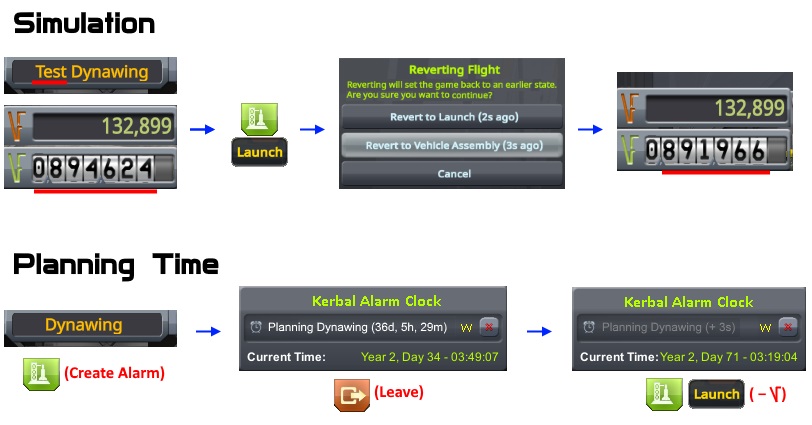 Simulation
Test Dynawing
132,899
0894624
Launch
Reverting Flight
Reverting will set the game back to an earlier state.
Are you sure you want to continue?
Revert to Launch (2s ago)
Revert to Vehicle Assembly (3s ago)
Cancel
132,899
0891966
Planning Time
Dynawing
(Create Alarm)
Kerbal Alarm Clock
Planning Dynawing (36d, 5h, 29m) W ×
Current Time: Year 2, Day 34 - 03:49:07
(Leave)
Kerbal Alarm Clock
Planning Dynawing (+ 3s) W ×
Current Time: Year 2, Day 71 - 03:19:04
Launch (- √)